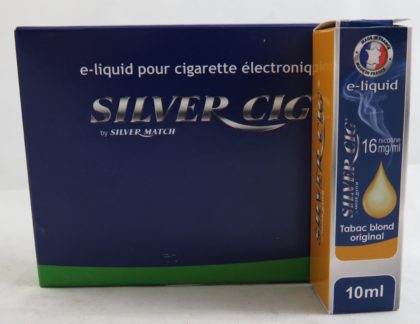 e-liquid pour cigarette électronique
SILVER CIG
by SILVER MATCH
e-liquid
nicotine
16 mg/ml
SILVER CIG
Tabac blond
original
10ml